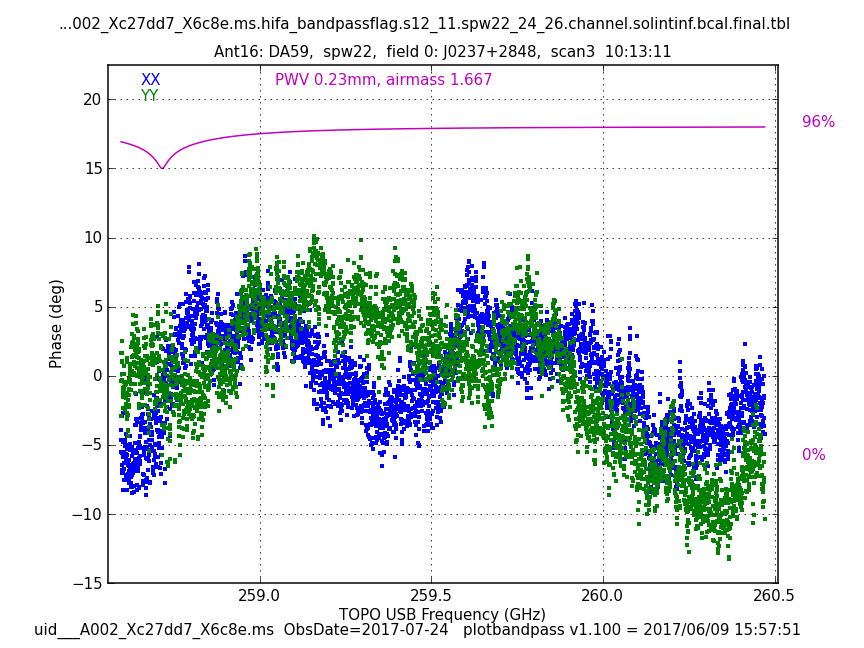 ...002_Xc27dd7_X6c8e.ms.hifa_bandpassflag.s12_11.spw22_24_26.channel.solintinf.bcal.final.tbl
Ant16: DA59, spw22, field 0: J0237+2848, scan3 10:13:11
XX
YY
PWV 0.23mm, airmass 1.667
96%
0%
20
15
10
5
0
−5
−10
−15
Phase (deg)
259.0 259.5 260.0 260.5
TOPO USB Frequency (GHz)
uid___A002_Xc27dd7_X6c8e.ms ObsDate=2017-07-24 plotbandpass v1.100 = 2017/06/09 15:57:51